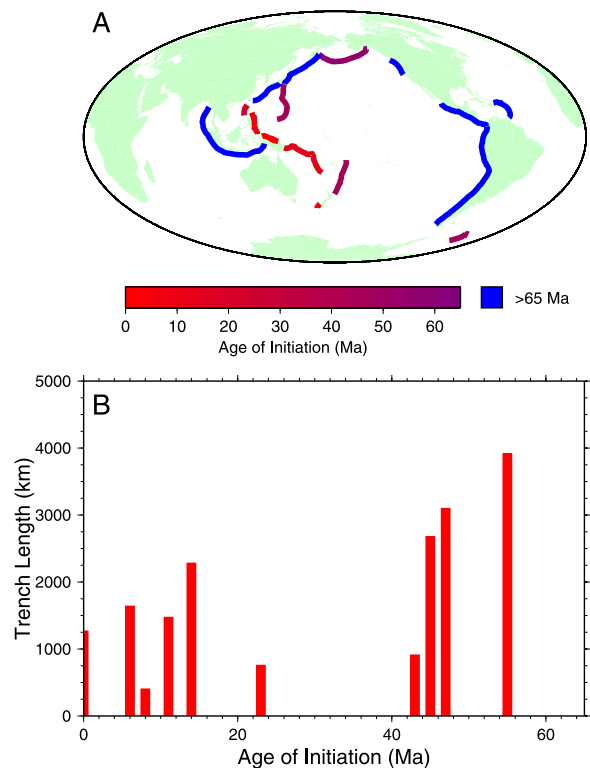 A
0 10 20 30 40 50 60
>65 Ma
Age of Initiation (Ma)
B
5000
4000
3000
2000
1000
0
Trench Length (km)
0 20 40 60
Age of Initiation (Ma)